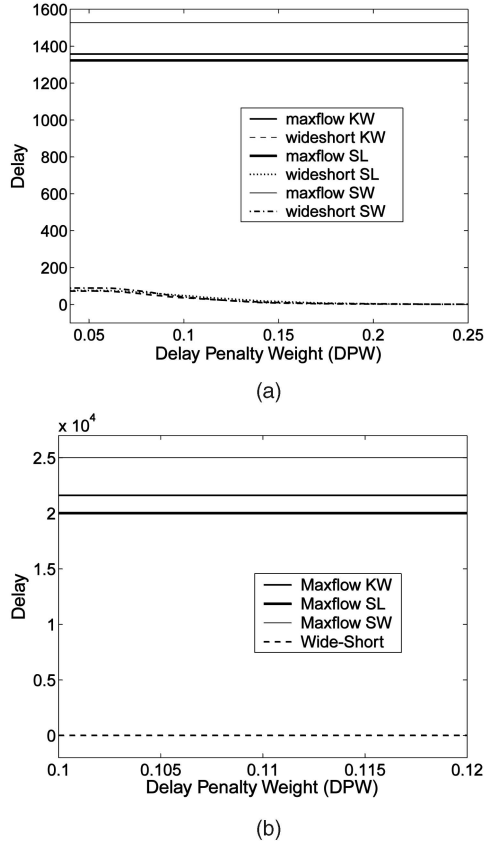 1600
1400
1200
1000
800
600
400
200
0
Delay
maxflow KW
wideshort KW
maxflow SL
wideshort SL
maxflow SW
wideshort SW
0.05 0.1 0.15 0.2 0.25
Delay Penalty Weight (DPW)
(a)
x 10^4
2.5
2
1.5
1
0.5
0
Delay
Maxflow KW
Maxflow SL
Maxflow SW
Wide-Short
0.1 0.105 0.11 0.115 0.12
Delay Penalty Weight (DPW)
(b)